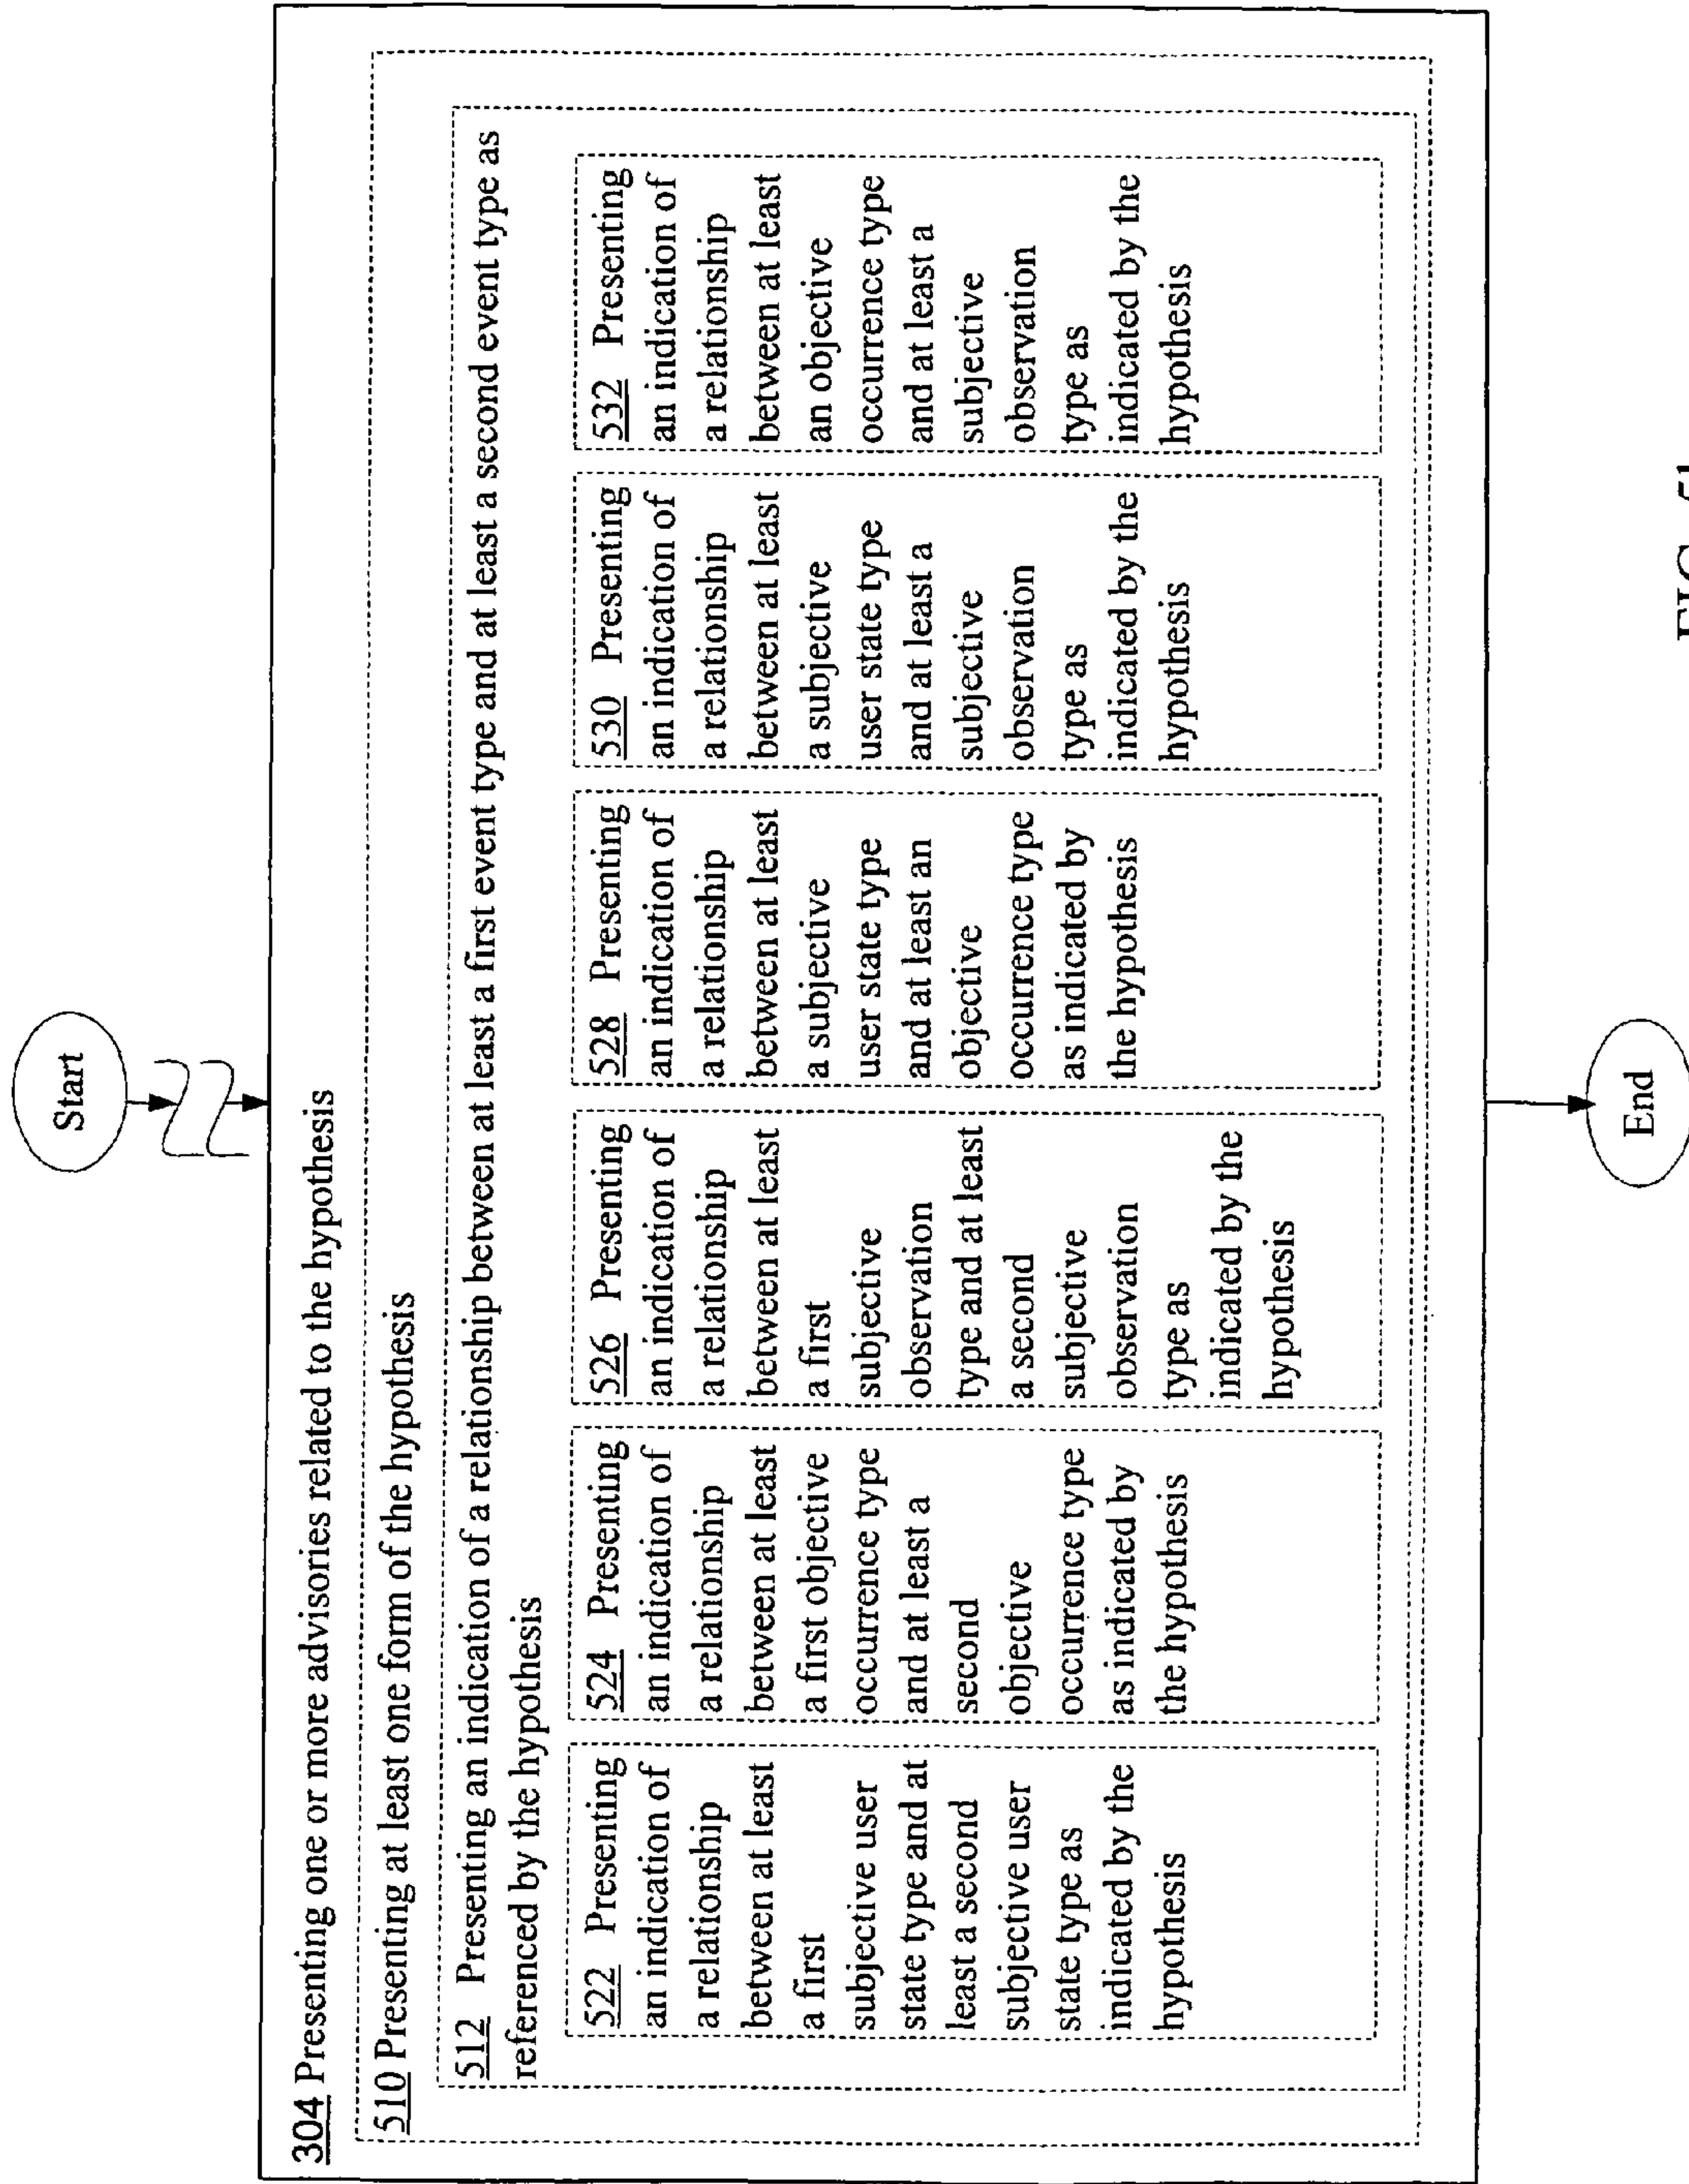 Start
304 Presenting one or more advisories related to the hypothesis
510 Presenting at least one form of the hypothesis
512 Presenting an indication of a relationship between at least a first event type and at least a second event type as
referenced by the hypothesis
522 Presenting
an indication of
a relationship
between at least
a first
subjective user
state type and at
least a second
subjective user
state type as
indicated by the
hypothesis
524 Presenting
an indication of
a relationship
between at least
a first objective
occurrence type
and at least a
second
objective
occurrence type
as indicated by
the hypothesis
526 Presenting
an indication of
a relationship
between at least
a first
subjective
observation
type and at least
a second
subjective
observation
type as
indicated by the
hypothesis
528 Presenting
an indication of
a relationship
between at least
a subjective
user state type
and at least an
objective
occurrence type
as indicated by
the hypothesis
530 Presenting
an indication of
a relationship
between at least
a subjective
user state type
and at least a
subjective
observation
type as
indicated by the
hypothesis
532 Presenting
an indication of
a relationship
between at least
an objective
occurrence type
and at least a
subjective
observation
type as
indicated by the
hypothesis
End
FIG.